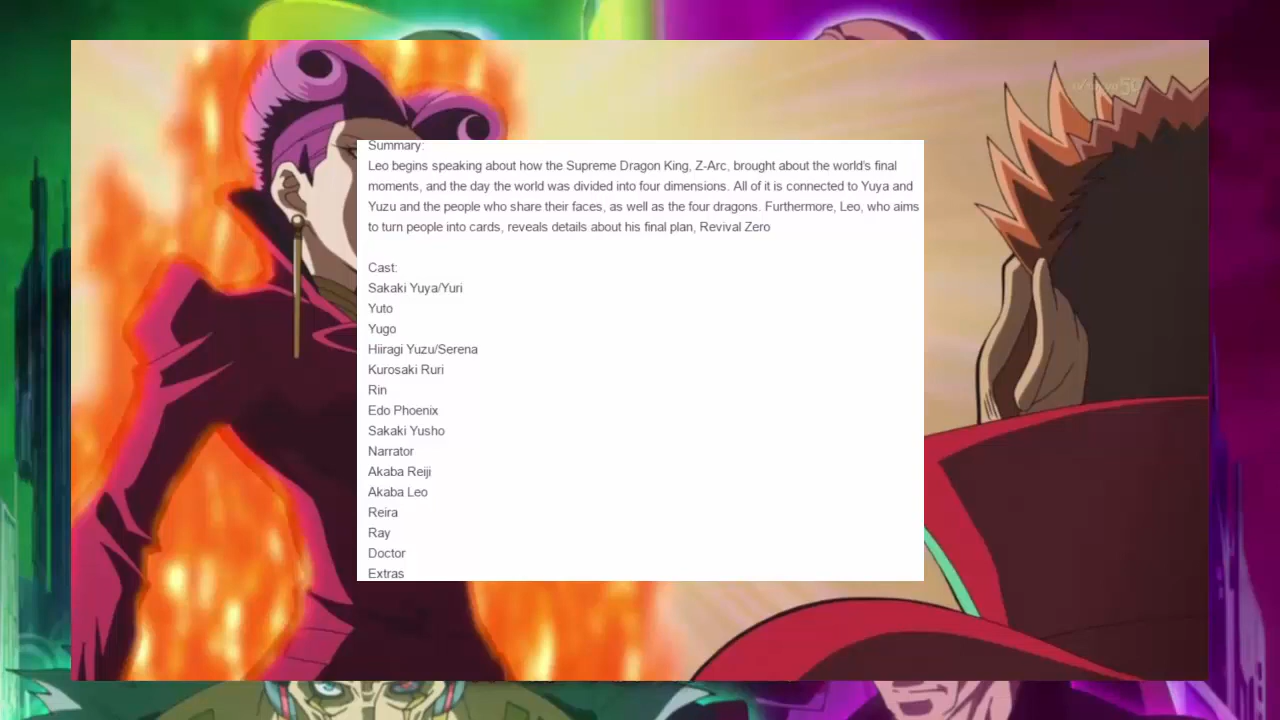 Summary:
Leo begins speaking about how the Supreme Dragon King, Z-Arc, brought about the world's final
moments, and the day the world was divided into four dimensions. All of it is connected to Yuya and
Yuzu and the people who share their faces, as well as the four dragons. Furthermore, Leo, who aims
to turn people into cards, reveals details about his final plan, Revival Zero
Cast:
Sakaki Yuya/Yuri
Yuto
Yugo
Hiiragi Yuzu/Serena
Kurosaki Ruri
Rin
Edo Phoenix
Sakaki Yusho
Narrator
Akaba Reiji
Akaba Leo
Reira
Ray
Doctor
Extras